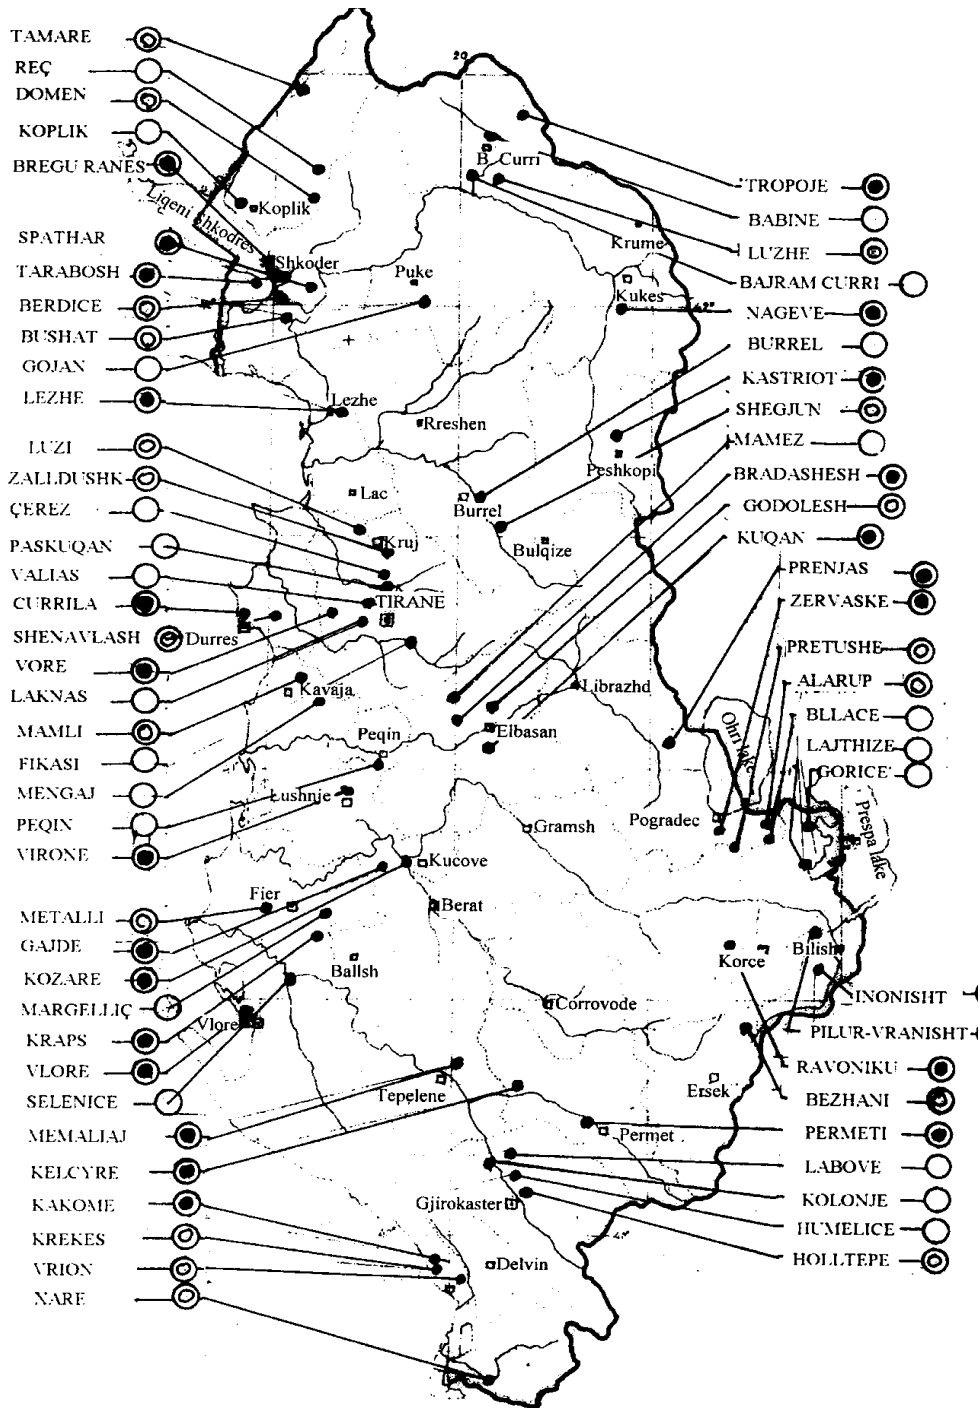 TAMARE
REÇ
DOMEN
KOPLIK
BREGU RANES
SPATHAR
TARABOSH
BERDICE
BUSHAT
GOJAN
LEZHE
LUZI
ZALLDUSHK
ÇEREZ
PASKUQAN
VALIAS
CURRILA
SHENAVLASH
VORE
LAKNAS
MAMLI
FIKASI
MENGAJ
PEQIN
VIRONE
METALLI
GAJDE
KOZARE
MARGELLIÇ
KRAPS
VLORE
SELENICE
MEMALIAJ
KELCYRE
KAKOME
KREKES
VRION
XARE
20
B. Curri
Koplik
Liqeni Shkodres
Shkoder
Puke
Krume
Kukes
42°
Lezhe
Rreshen
Peshkopi
Lac
Burrel
Kruj
Bulqize
TIRANE
Durres
Kavaja
Librazhd
Peqin
Elbasan
Ohri lake
Lushnje
Gramsh
Pogradec
Prespa lake
Kucove
Fier
Berat
Ballsh
Korce
Bilish
Vlore
Corrovode
Tepelene
Ersek
Permet
Gjirokaster
Delvin
TROPOJE
BABINE
LUZHE
BAJRAM CURRI
NAGEVE
BURREL
KASTRIOT
SHEGJUN
MAMEZ
BRADASHESH
GODOLESH
KUQAN
PRENJAS
ZERVASKE
PRETUSHE
ALARUP
BLLACE
LAJTHIZE
GORICE
INONISHT
PILUR-VRANISHT
RAVONIKU
BEZHANI
PERMETI
LABOVE
KOLONJE
HUMELICE
HOLLTEPE